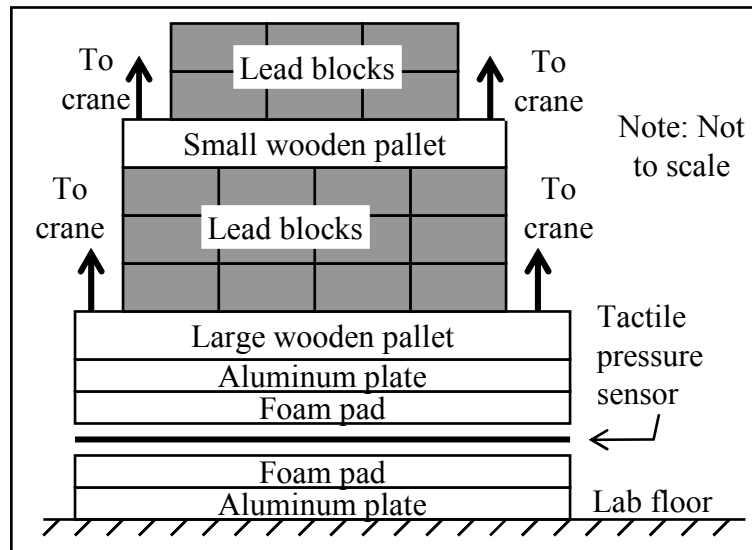 To
crane
Lead blocks
To
crane
Note: Not
to scale
Small wooden pallet
To
crane
Lead blocks
To
crane
Large wooden pallet
Tactile
pressure
sensor
Aluminum plate
Foam pad
Foam pad
Aluminum plate
Lab floor